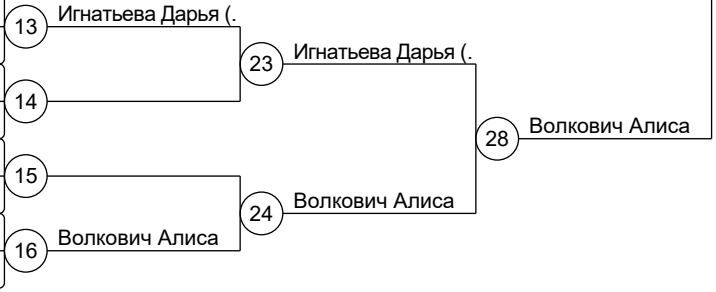 13 Игнатьева Дарья (.
23 Игнатьева Дарья (.
14
28 Волкович Алиса
15
24 Волкович Алиса
16 Волкович Алиса